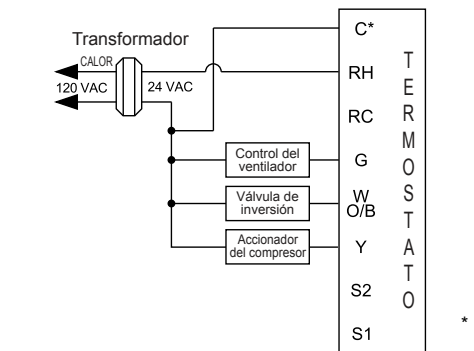 Transformador
CALOR
120 VAC
24 VAC
C*
RH
RC
Control del
ventilador
G
Válvula de
inversión
W
O/B
Accionador
del compresor
Y
S2
S1
TERMOSTATO
*